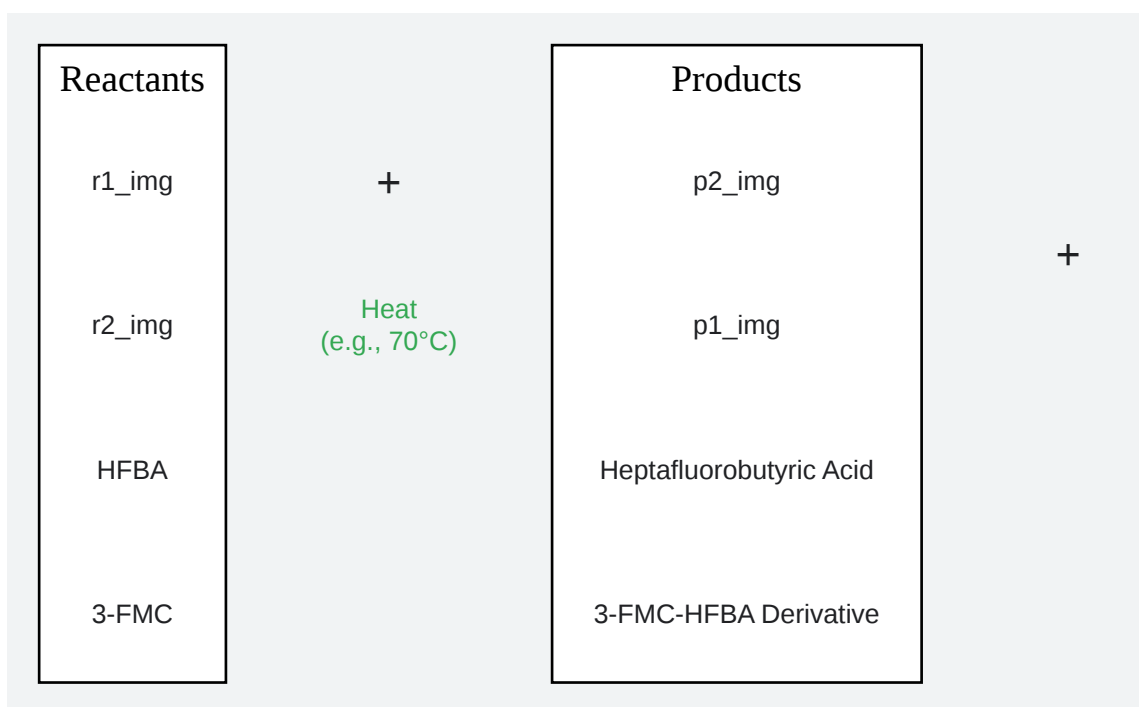 Reactants
r1_img
r2_img
HFBA
3-FMC
+
Heat
(e.g., 70°C)
Products
p2_img
p1_img
Heptafluorobutyric Acid
3-FMC-HFBA Derivative
+